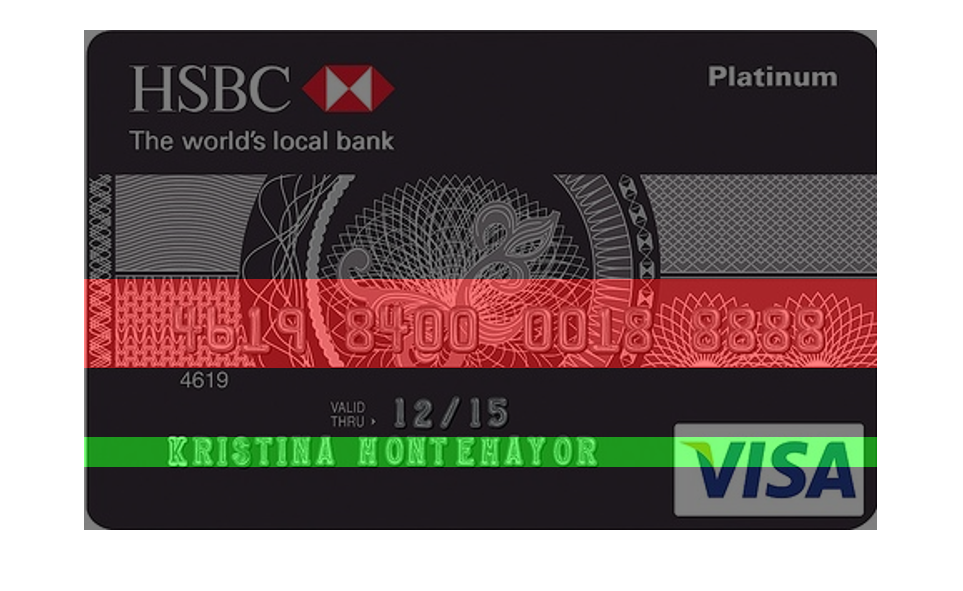 HSBC
Platinum
The world's local bank
4619 8400 0018 8888
4619
VALID THRU 12/15
KRISTINA MONTEMAYOR
VISA